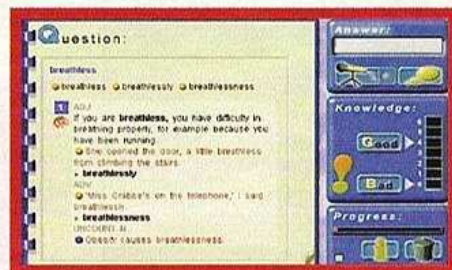 Question:
breathless
breathless breathlessly breathlessness
1 ADJ
If you are breathless, you have difficulty in
breathing properly, for example because you
have been running.
She opened the door, a little breathless
from climbing the stairs.
breathlessly
ADV
'Miss Crabbe's on the telephone,' I said
breathlessly.
breathlessness
UNCOUNT N
Obesity causes breathlessness.
Answer:
Knowledge:
Good
Bad
Progress: